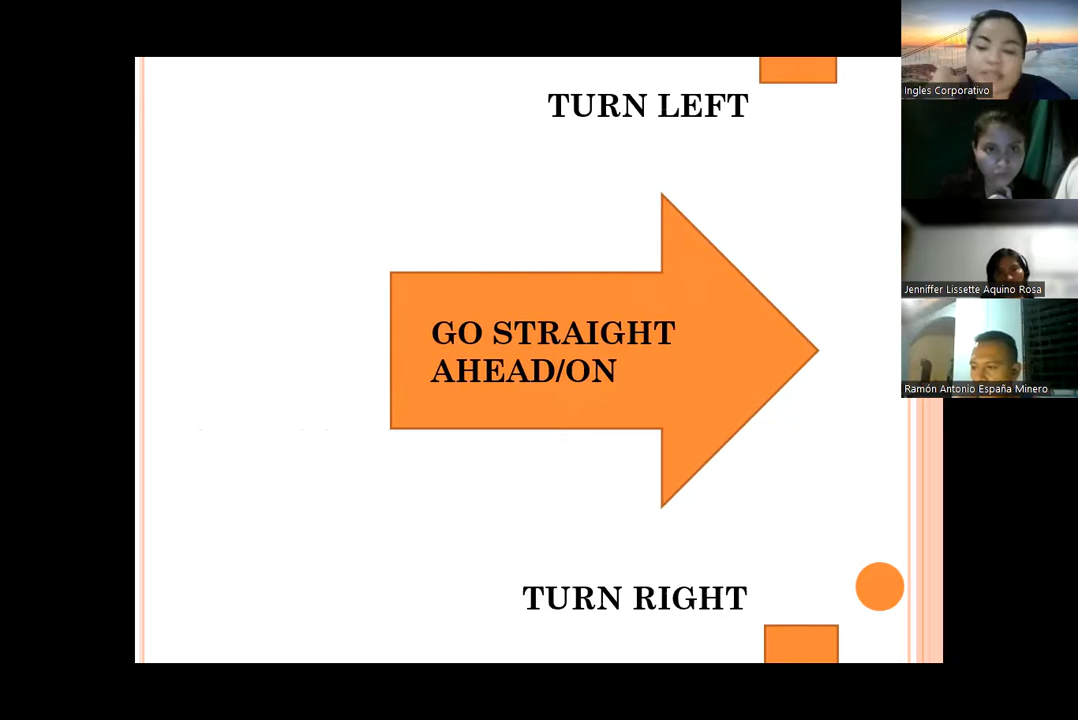 TURN LEFT
GO STRAIGHT
AHEAD/ON
TURN RIGHT
Ingles Corporativo
Jenniffer Lissette Aquino Rosa
Ramón Antonio España Minero